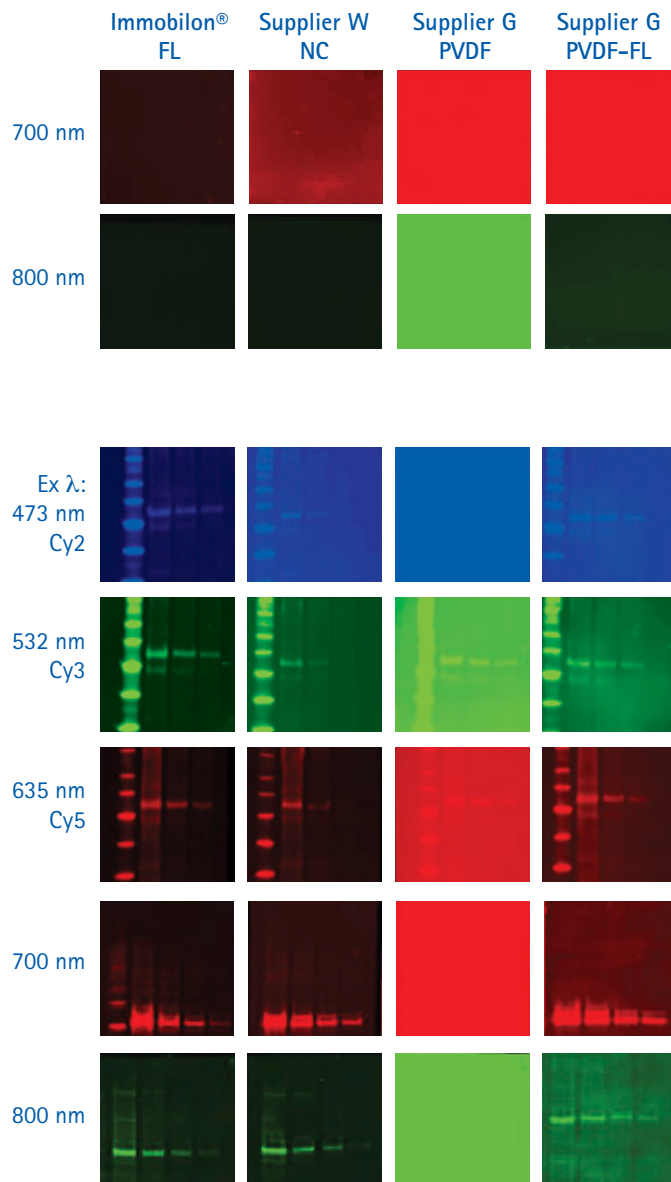 Immobilon® FL
Supplier W NC
Supplier G PVDF
Supplier G PVDF-FL
700 nm
800 nm
Ex λ:
473 nm
Cy2
532 nm
Cy3
635 nm
Cy5
700 nm
800 nm